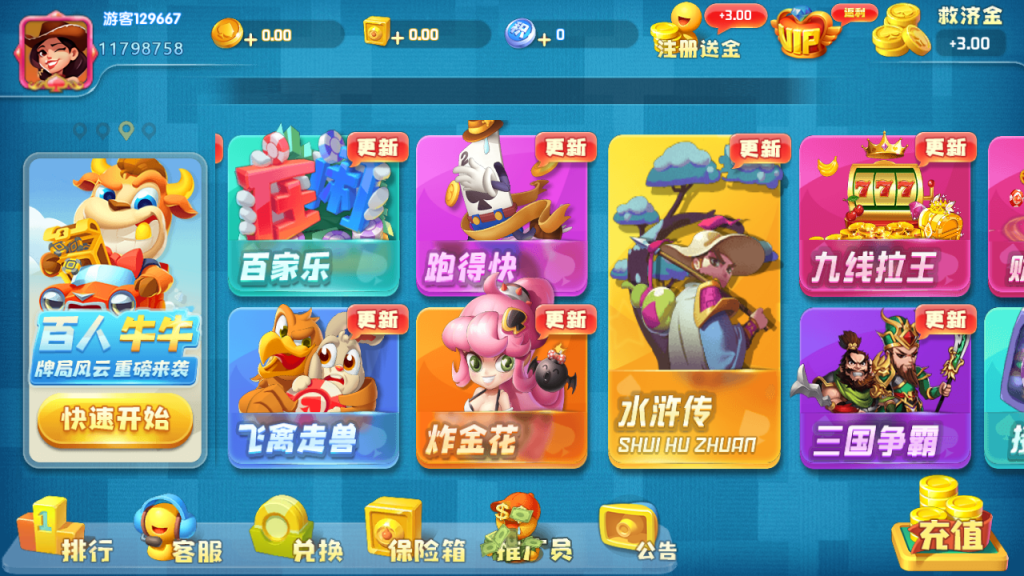 游客129667
11798758
+0.00
+0.00
积
+0
+3.00
注册送金
VIP
返利
救济金
+3.00
更新
更新
更新
更新
庄
闲
777
百家乐
跑得快
九线拉王
百人牛牛
牌局风云重磅来袭
快速开始
更新
更新
更新
飞禽走兽
炸金花
水浒传
SHUI HU ZHUAN
三国争霸
1
排行
客服
兑换
保险箱
$
推广员
公告
充值